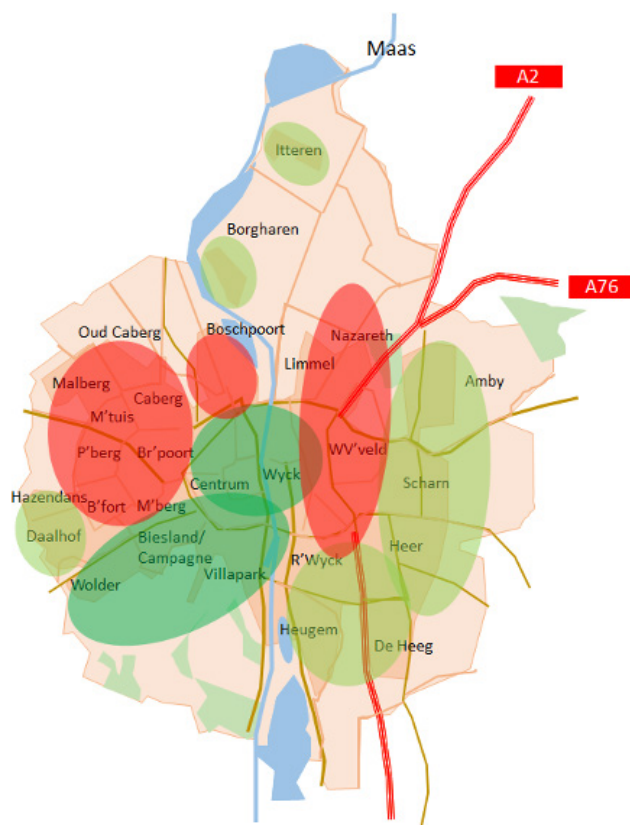 Maas
A2
Itteren
Borgharen
A76
Oud Caberg
Boschpoort
Nazareth
Limmel
Malberg
Caberg
Amby
M'tuis
P'berg
Br'poort
WV'veld
Wyck
Centrum
Scharn
Hazendans
B'fort
M'berg
Daalhof
Biesland/
Campagne
Heer
R'Wyck
Villapark
Wolder
Heugem
De Heeg